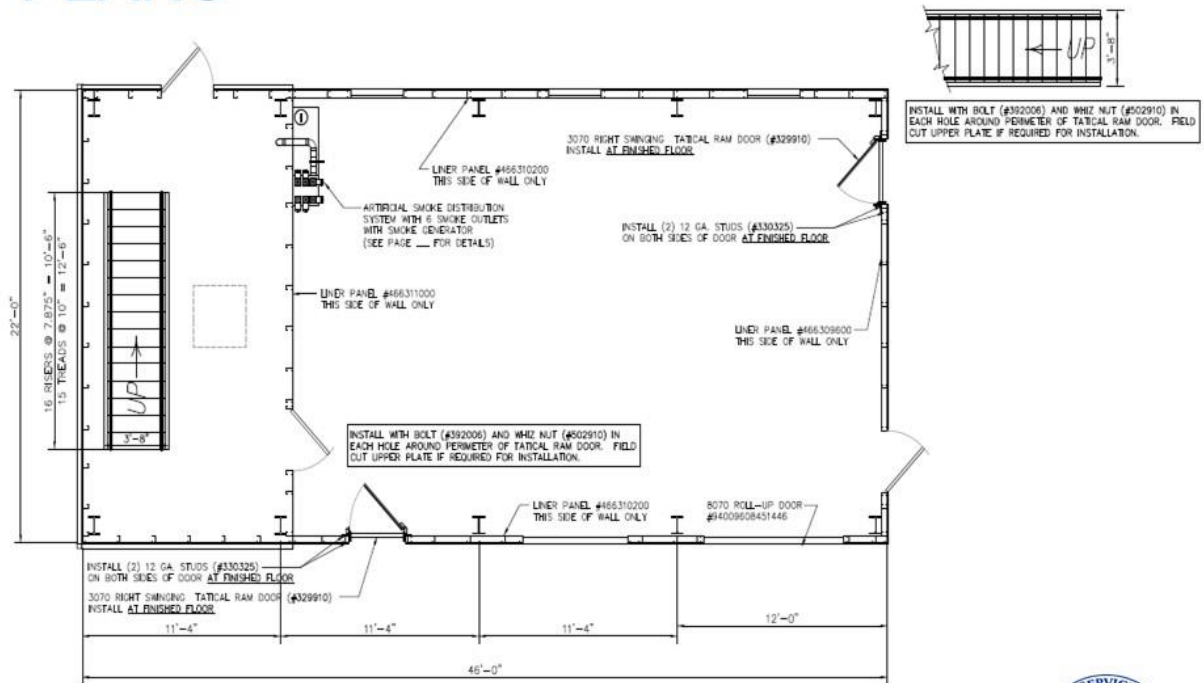 UP
3'-8"
INSTALL WITH BOLT (#392006) AND WHIZ NUT (#502910) IN
EACH HOLE AROUND PERIMETER OF TATICAL RAM DOOR. FIELD
CUT UPPER PLATE IF REQUIRED FOR INSTALLATION.
3070 RIGHT SWINGING TATICAL RAM DOOR (#329910)
INSTALL AT FINISHED FLOOR
LINER PANEL #466310200
THIS SIDE OF WALL ONLY
ARTIFICIAL SMOKE DISTRIBUTION
SYSTEM WITH 6 SMOKE OUTLETS
WITH SMOKE GENERATOR
(SEE PAGE __ FOR DETAILS)
INSTALL (2) 12 GA. STUDS (#330325)
ON BOTH SIDES OF DOOR AT FINISHED FLOOR
22'-0"
16 RISERS @ 7.875" = 10'-6"
15 TREADS @ 10" = 12'-6"
UP
3'-8"
LINER PANEL #466311000
THIS SIDE OF WALL ONLY
LINER PANEL #466309600
THIS SIDE OF WALL ONLY
INSTALL WITH BOLT (#392006) AND WHIZ NUT (#502910) IN
EACH HOLE AROUND PERIMETER OF TATICAL RAM DOOR. FIELD
CUT UPPER PLATE IF REQUIRED FOR INSTALLATION.
LINER PANEL #466310200
THIS SIDE OF WALL ONLY
8070 ROLL-UP DOOR
#94009608451446
INSTALL (2) 12 GA. STUDS (#330325)
ON BOTH SIDES OF DOOR AT FINISHED FLOOR
3070 RIGHT SWINGING TATICAL RAM DOOR (#329910)
INSTALL AT FINISHED FLOOR
11'-4"
11'-4"
11'-4"
12'-0"
46'-0"